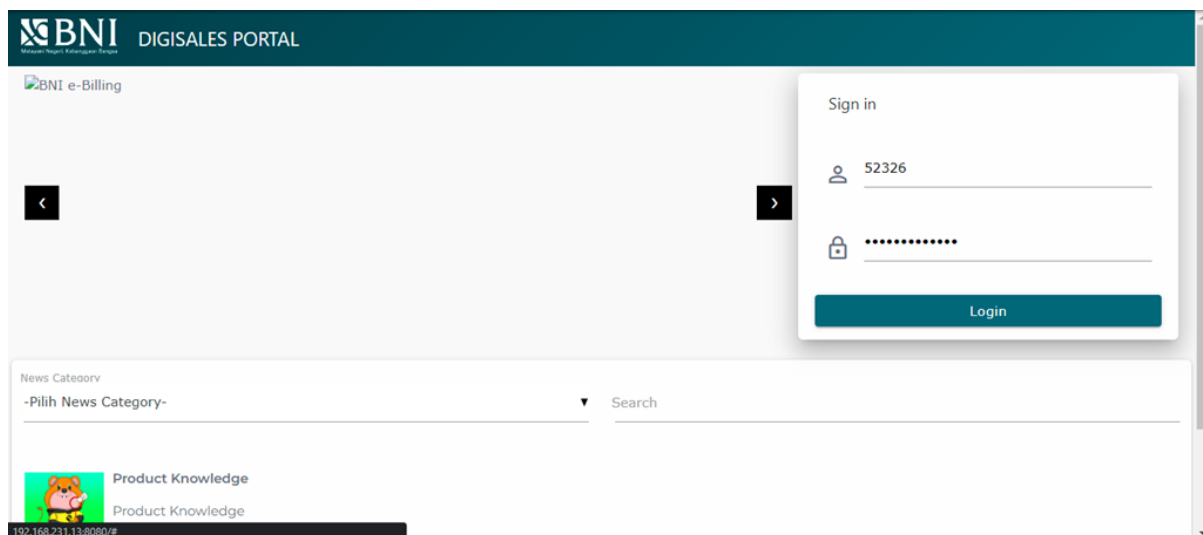 BNI
Melayani Negeri, Kebanggaan Bangsa
DIGISALES PORTAL
BNI e-Billing
Sign in
52326
•••••••••••••
Login
News Category
-Pilih News Category-
Search
Product Knowledge
Product Knowledge
192.168.231.13:8080/#